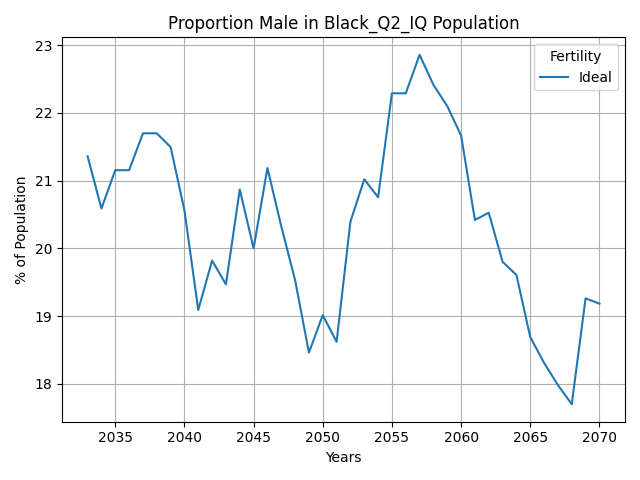 Proportion Male in Black_Q2_IQ Population
Fertility
Ideal
% of Population
23
22
21
20
19
18
2035 2040 2045 2050 2055 2060 2065 2070
Years